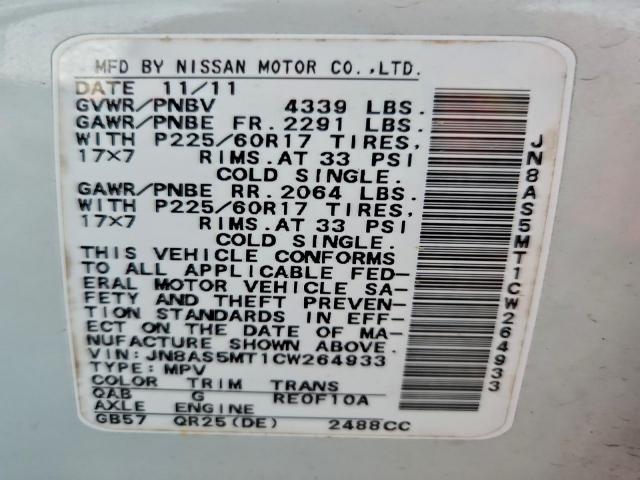 MFD BY NISSAN MOTOR CO.,LTD.
DATE 11/11
GVWR/PNBV 4339 LBS.
GAWR/PNBE FR.2291 LBS.
WITH P225/60R17 TIRES,
17×7 RIMS.AT 33 PSI
COLD SINGLE.
GAWR/PNBE RR.2064 LBS.
WITH P225/60R17 TIRES,
17×7 RIMS.AT 33 PSI
COLD SINGLE.
THIS VEHICLE CONFORMS
TO ALL APPLICABLE FED-
ERAL MOTOR VEHICLE SA-
FETY AND THEFT PREVEN-
TION STANDARDS IN EFF-
ECT ON THE DATE OF MA-
NUFACTURE SHOWN ABOVE.
VIN: JN8AS5MT1CW264933
TYPE: MPV
COLOR TRIM TRANS
QAB G RE0F10A
AXLE ENGINE
GB57 QR25(DE) 2488CC
JN8AS5MT1CW264933